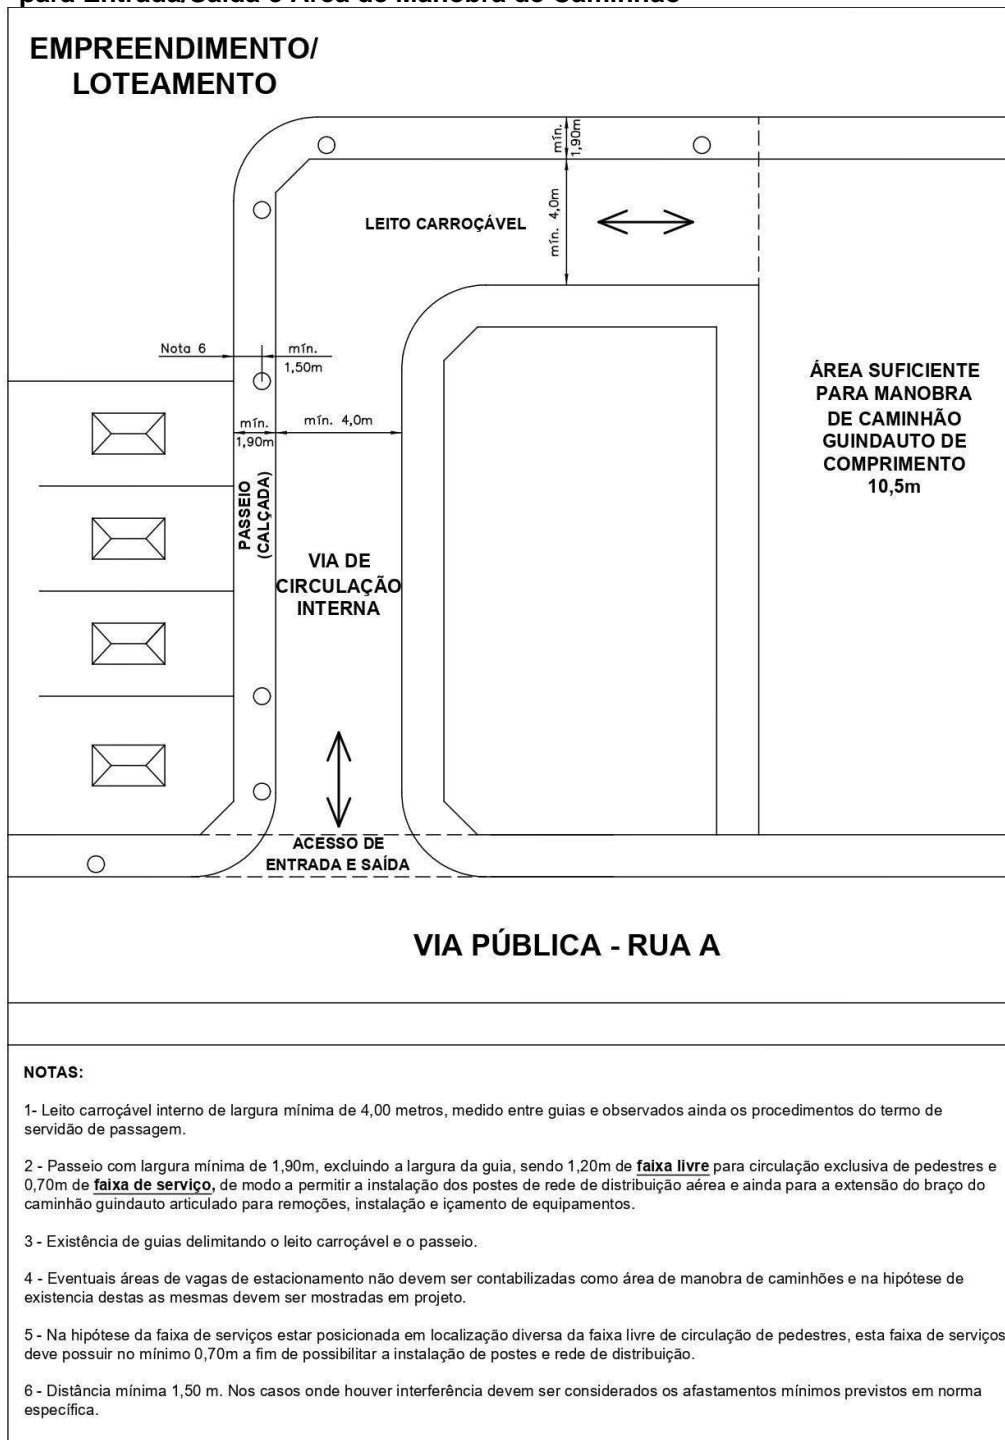 para Entrada/Saída e Área de Manobra de Caminhão
EMPREENDIMENTO/
LOTEAMENTO
mín.
1,90m
LEITO CARROÇÁVEL
mín. 4,0m
Nota 6
mín.
1,50m
mín.
1,90m
mín. 4,0m
ÁREA SUFICIENTE
PARA MANOBRA
DE CAMINHÃO
GUINDAUTO DE
COMPRIMENTO
10,5m
PASSEIO
(CALÇADA)
VIA DE
CIRCULAÇÃO
INTERNA
ACESSO DE
ENTRADA E SAÍDA
VIA PÚBLICA - RUA A
NOTAS:
1- Leito carroçável interno de largura mínima de 4,00 metros, medido entre guias e observados ainda os procedimentos do termo de
servidão de passagem.
2 - Passeio com largura mínima de 1,90m, excluindo a largura da guia, sendo 1,20m de faixa livre para circulação exclusiva de pedestres e
0,70m de faixa de serviço, de modo a permitir a instalação dos postes de rede de distribuição aérea e ainda para a extensão do braço do
caminhão guindauto articulado para remoções, instalação e içamento de equipamentos.
3 - Existência de guias delimitando o leito carroçável e o passeio.
4 - Eventuais áreas de vagas de estacionamento não devem ser contabilizadas como área de manobra de caminhões e na hipótese de
existencia destas as mesmas devem ser mostradas em projeto.
5 - Na hipótese da faixa de serviços estar posicionada em localização diversa da faixa livre de circulação de pedestres, esta faixa de serviços
deve possuir no mínimo 0,70m a fim de possibilitar a instalação de postes e rede de distribuição.
6 - Distância mínima 1,50 m. Nos casos onde houver interferência devem ser considerados os afastamentos mínimos previstos em norma
específica.